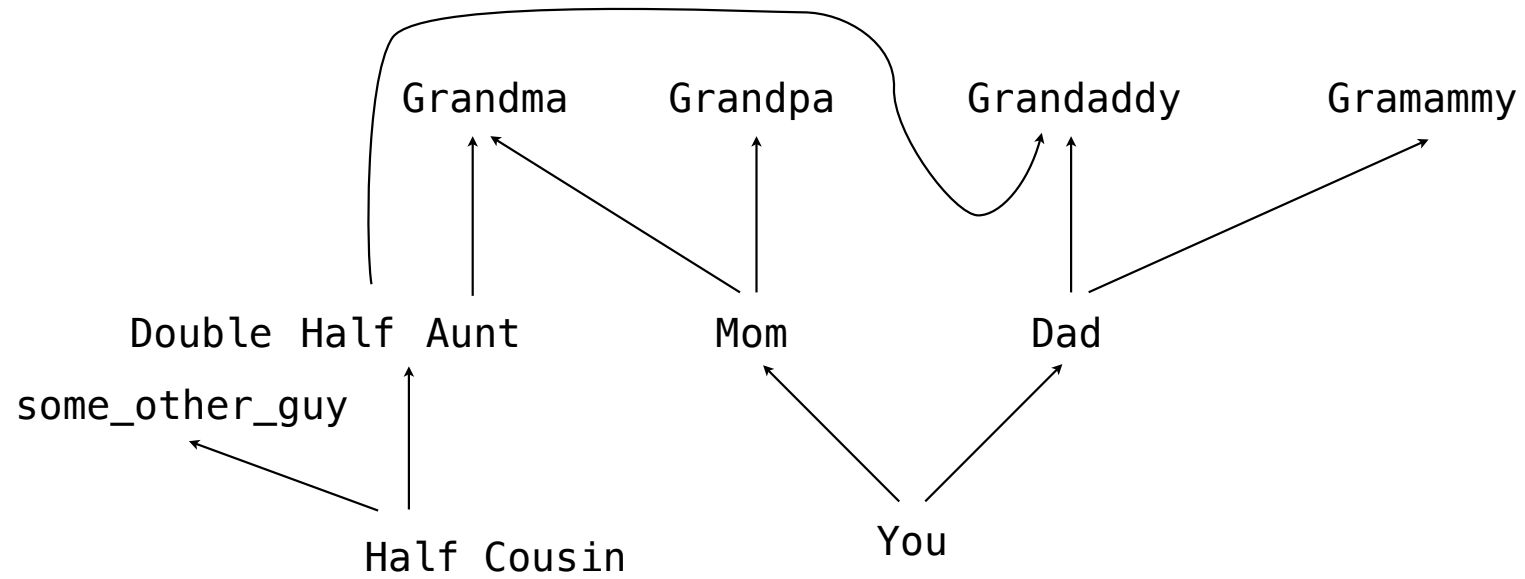 Grandma Grandpa Grandaddy Gramammy
Double Half Aunt Mom Dad
some_other_guy
Half Cousin You